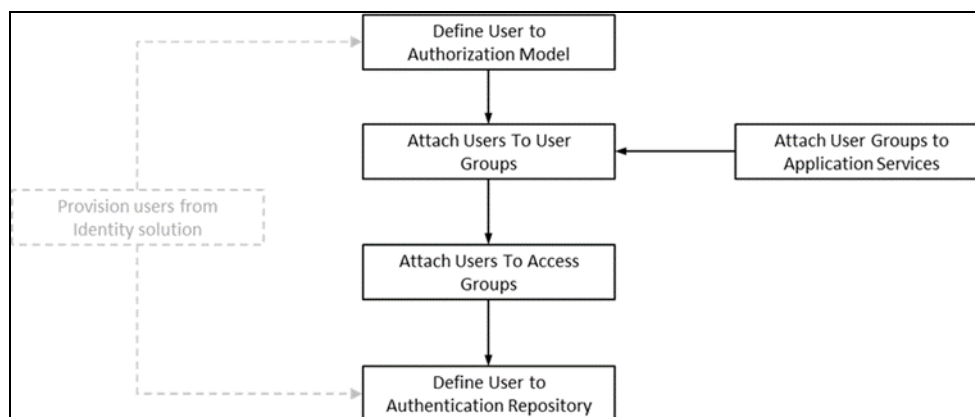 Define User to
Authorization Model
Attach Users To User
Groups
Attach User Groups to
Application Services
Provision users from
Identity solution
Attach Users To Access
Groups
Define User to
Authentication Repository